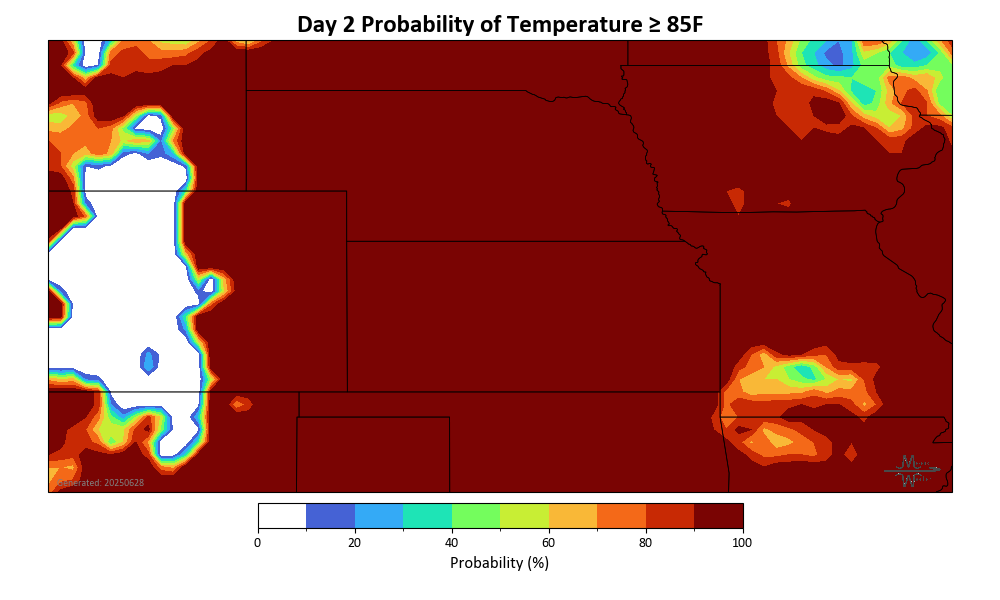 Day 2 Probability of Temperature ≥ 85F
Generated: 20250628
0 20 40 60 80 100
Probability (%)